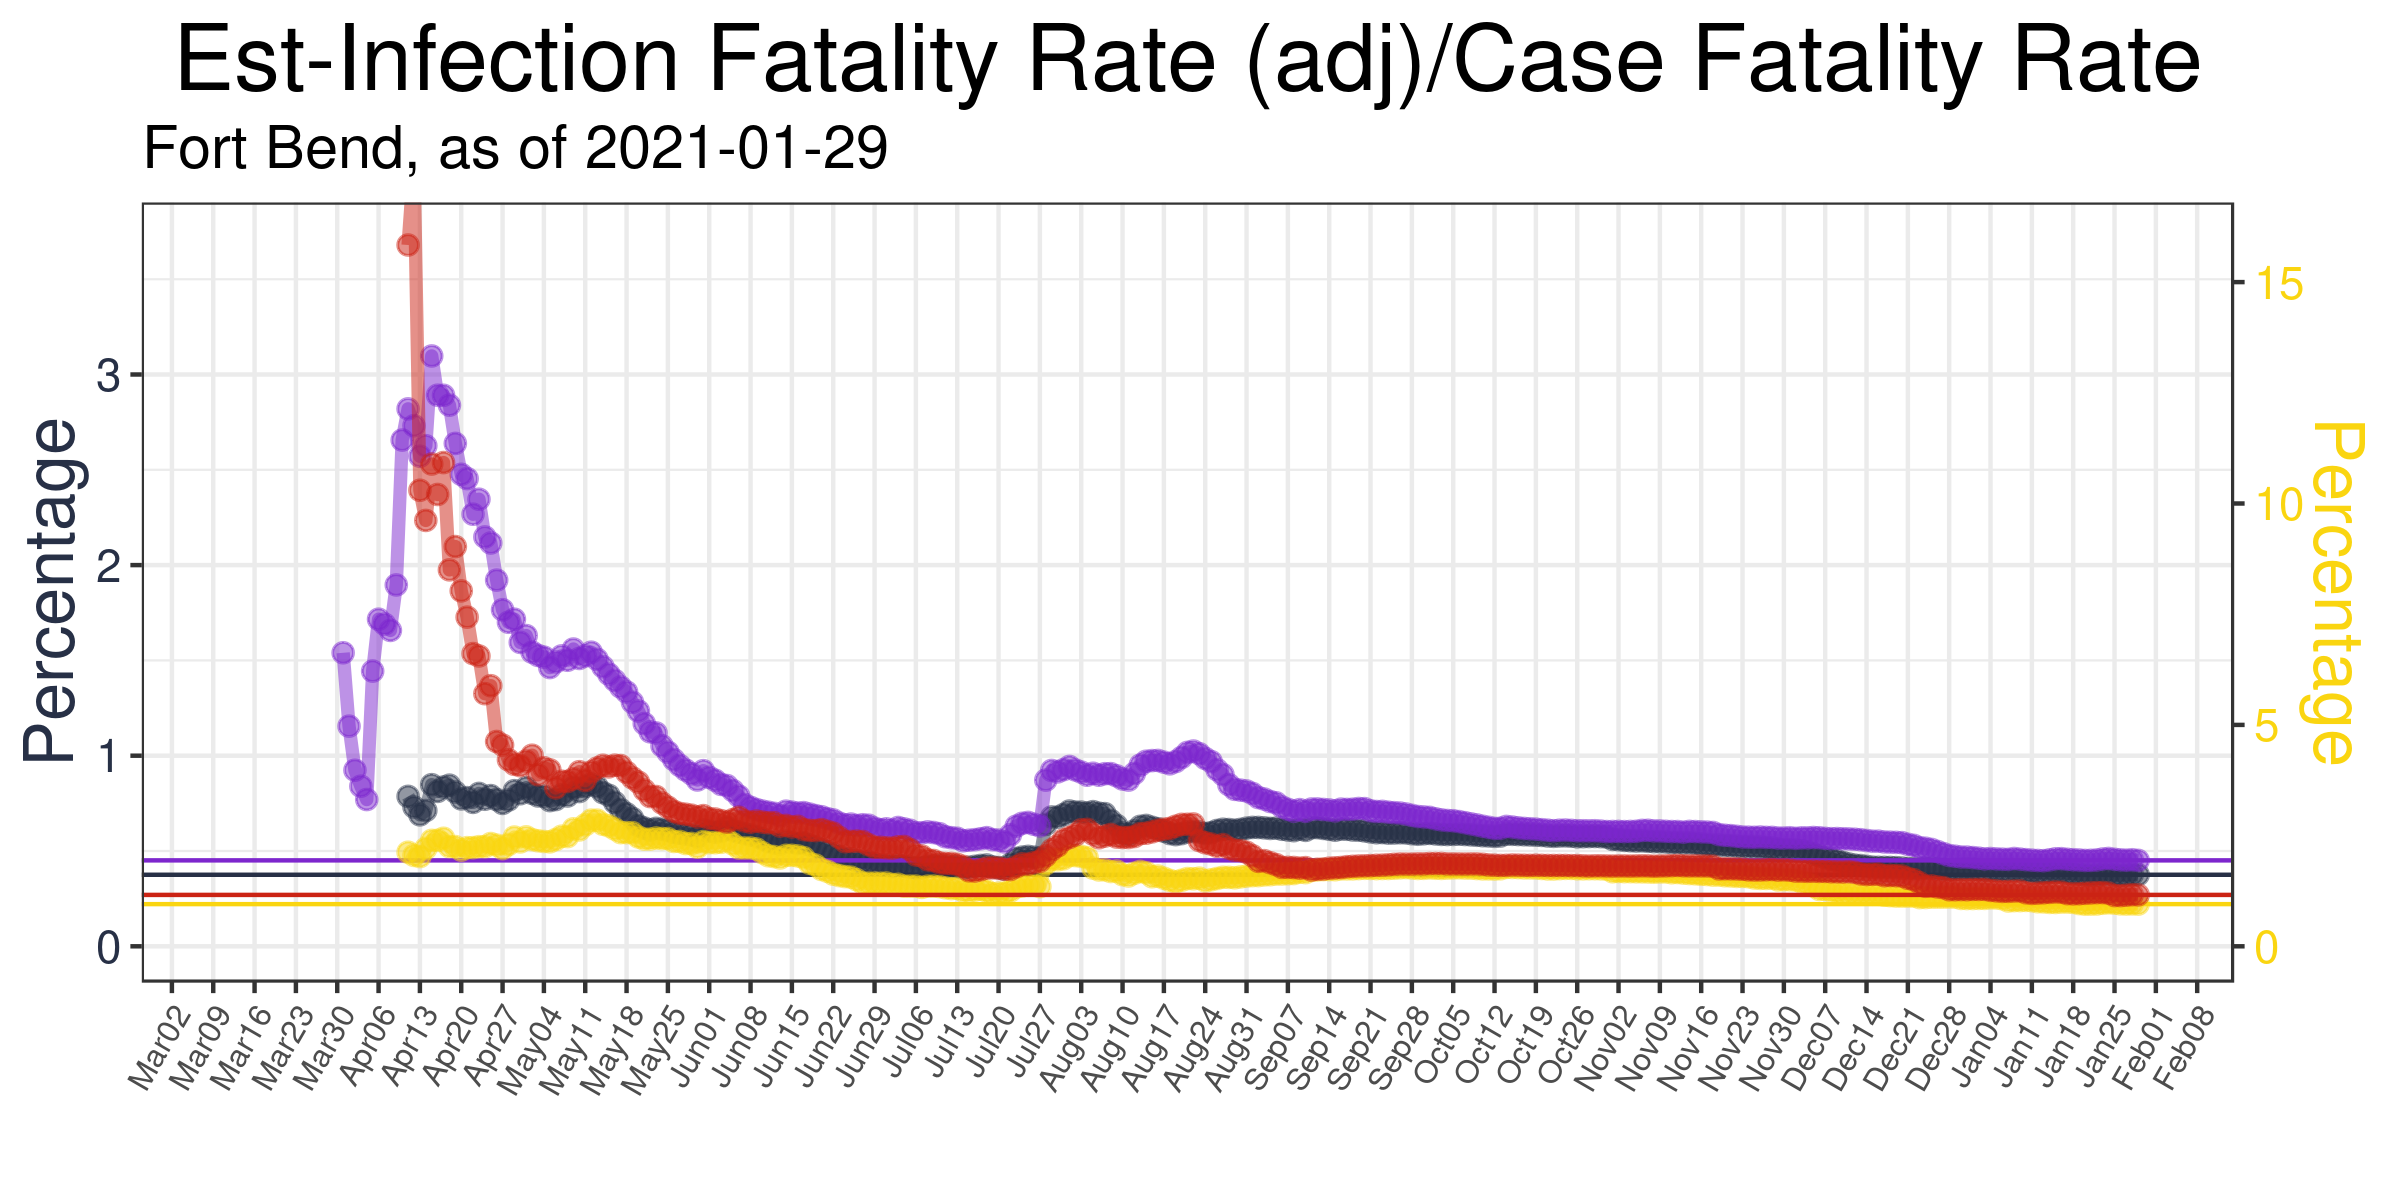 Est-Infection Fatality Rate (adj)/Case Fatality Rate
Fort Bend, as of 2021-01-29
Percentage
3
2
1
0
15
10
5
0
Percentage
Mar02
Mar09
Mar16
Mar23
Mar30
Apr06
Apr13
Apr20
Apr27
May04
May11
May18
May25
Jun01
Jun08
Jun15
Jun22
Jun29
Jul06
Jul13
Jul20
Jul27
Aug03
Aug10
Aug17
Aug24
Aug31
Sep07
Sep14
Sep21
Sep28
Oct05
Oct12
Oct19
Oct26
Nov02
Nov09
Nov16
Nov23
Nov30
Dec07
Dec14
Dec21
Dec28
Jan04
Jan11
Jan18
Jan25
Feb01
Feb08